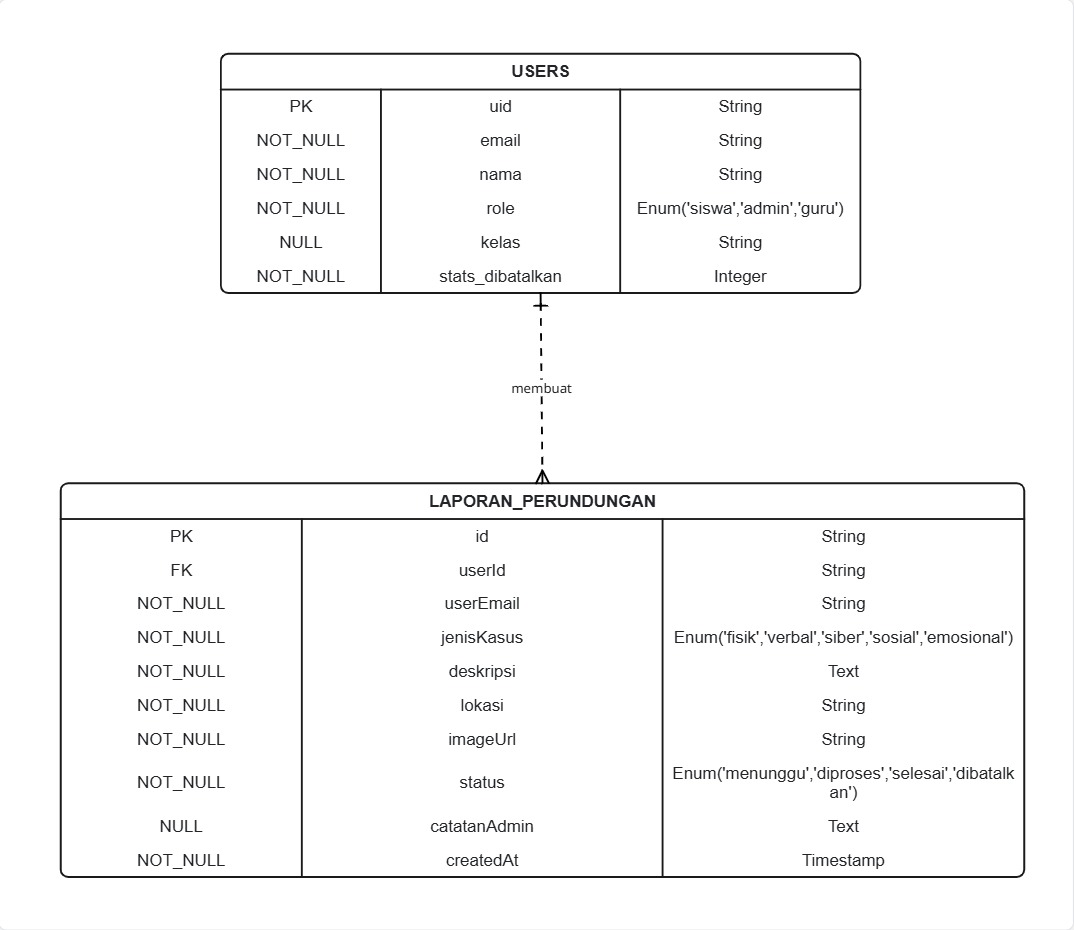 USERS
PK uid String
NOT_NULL email String
NOT_NULL nama String
NOT_NULL role Enum('siswa','admin','guru')
NULL kelas String
NOT_NULL stats_dibatalkan Integer
membuat
LAPORAN_PERUNDUNGAN
PK id String
FK userId String
NOT_NULL userEmail String
NOT_NULL jenisKasus Enum('fisik','verbal','siber','sosial','emosional')
NOT_NULL deskripsi Text
NOT_NULL lokasi String
NOT_NULL imageUrl String
NOT_NULL status Enum('menunggu','diproses','selesai','dibatalk
an')
NULL catatanAdmin Text
NOT_NULL createdAt Timestamp